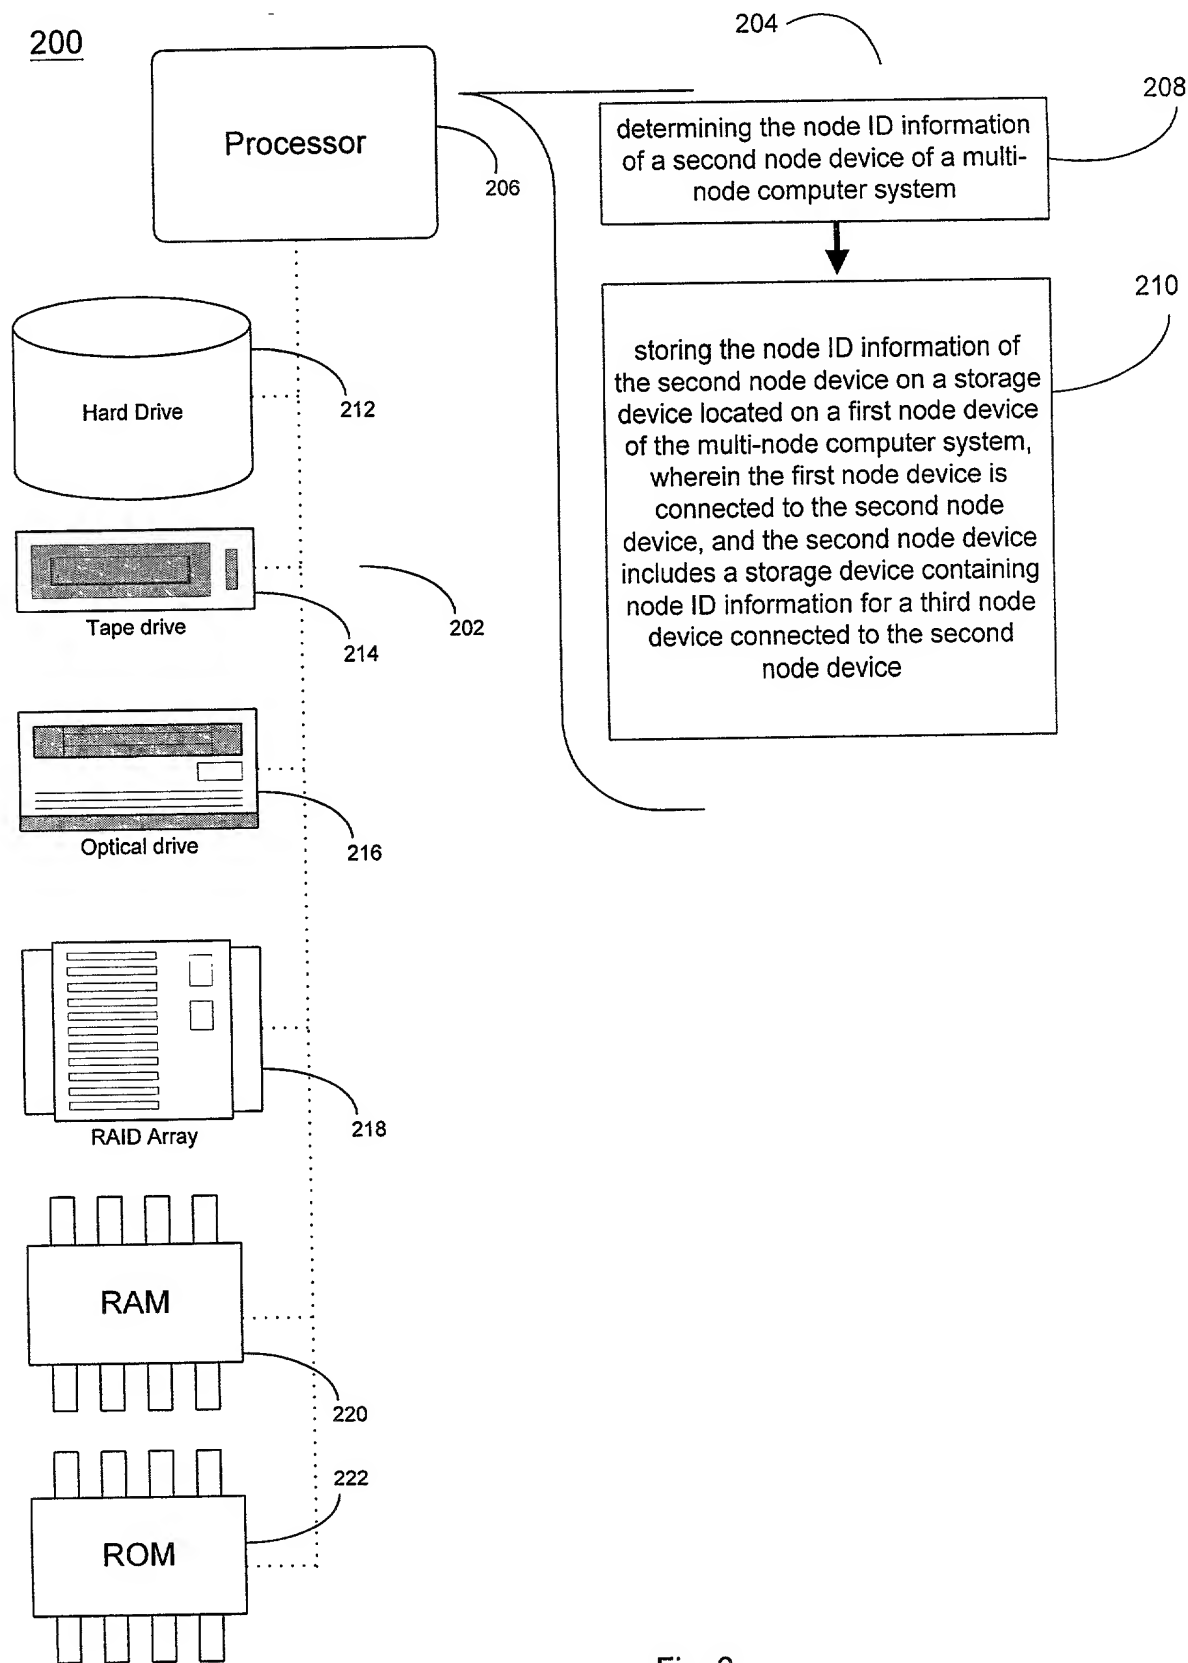 200
204
Processor
208
determining the node ID information
of a second node device of a multi-
node computer system
206
210
storing the node ID information of
the second node device on a storage
device located on a first node device
of the multi-node computer system,
wherein the first node device is
connected to the second node
device, and the second node device
includes a storage device containing
node ID information for a third node
device connected to the second
node device
Hard Drive
212
Tape drive
214
202
Optical drive
216
RAID Array
218
RAM
220
222
ROM